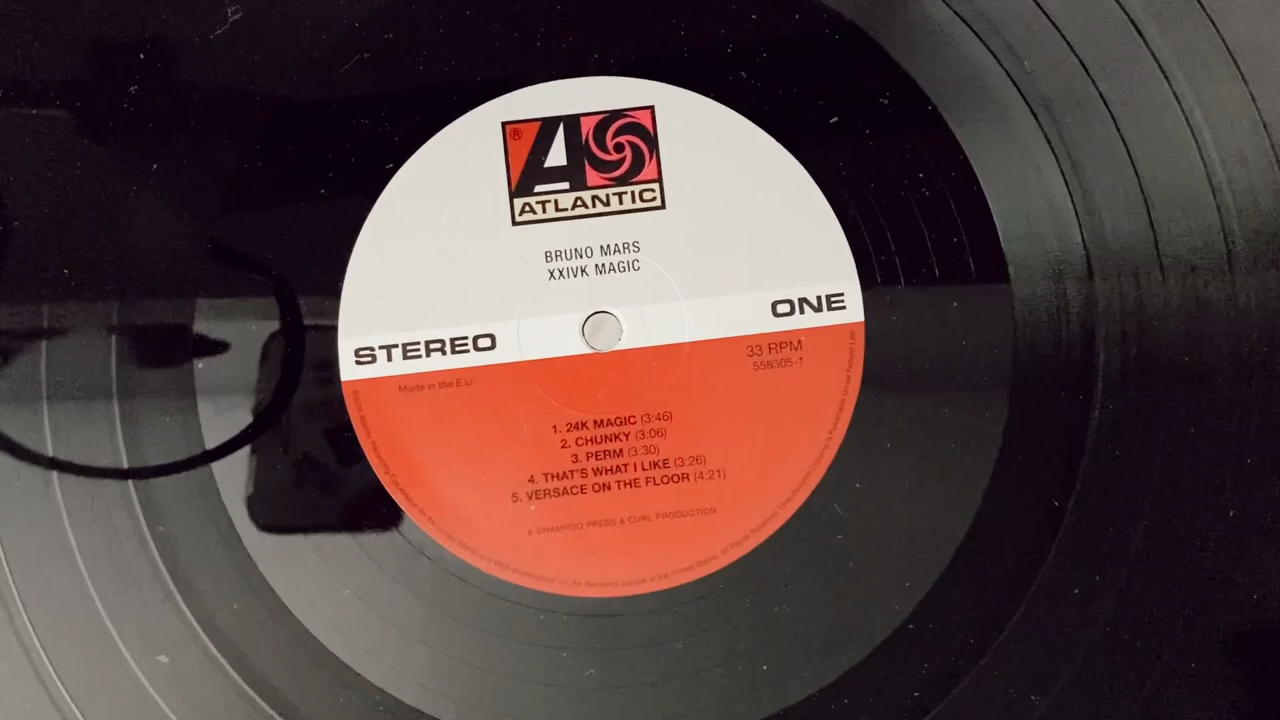 ®
A
ATLANTIC
BRUNO MARS
XXIVK MAGIC
STEREO
ONE
33 RPM
558305-1
Made in the E.U.
1. 24K MAGIC (3:46)
2. CHUNKY (3:06)
3. PERM (3:30)
4. THAT'S WHAT I LIKE (3:26)
5. VERSACE ON THE FLOOR (4:21)
A SHAMPOO PRESS & CURL PRODUCTION